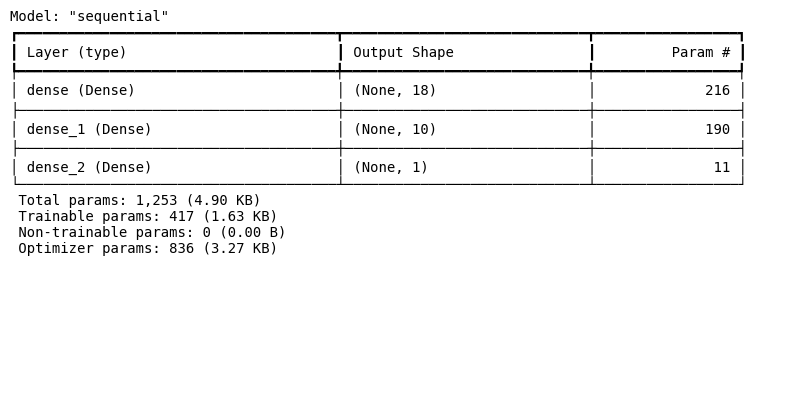 Model: "sequential"
Layer (type) Output Shape Param #
dense (Dense) (None, 18) 216
dense_1 (Dense) (None, 10) 190
dense_2 (Dense) (None, 1) 11
Total params: 1,253 (4.90 KB)
Trainable params: 417 (1.63 KB)
Non-trainable params: 0 (0.00 B)
Optimizer params: 836 (3.27 KB)